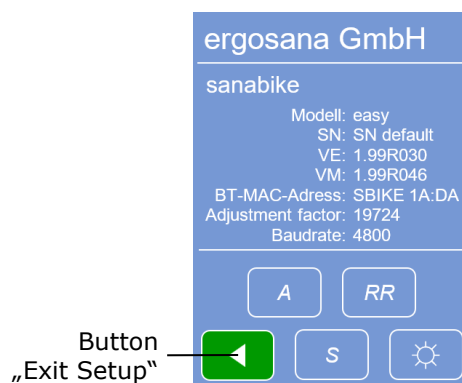 ergosana GmbH
sanabike
Modell: easy
SN: SN default
VE: 1.99R030
VM: 1.99R046
BT-MAC-Adress: SBIKE 1A:DA
Adjustment factor: 19724
Baudrate: 4800
A
RR
Button
„Exit Setup“
S